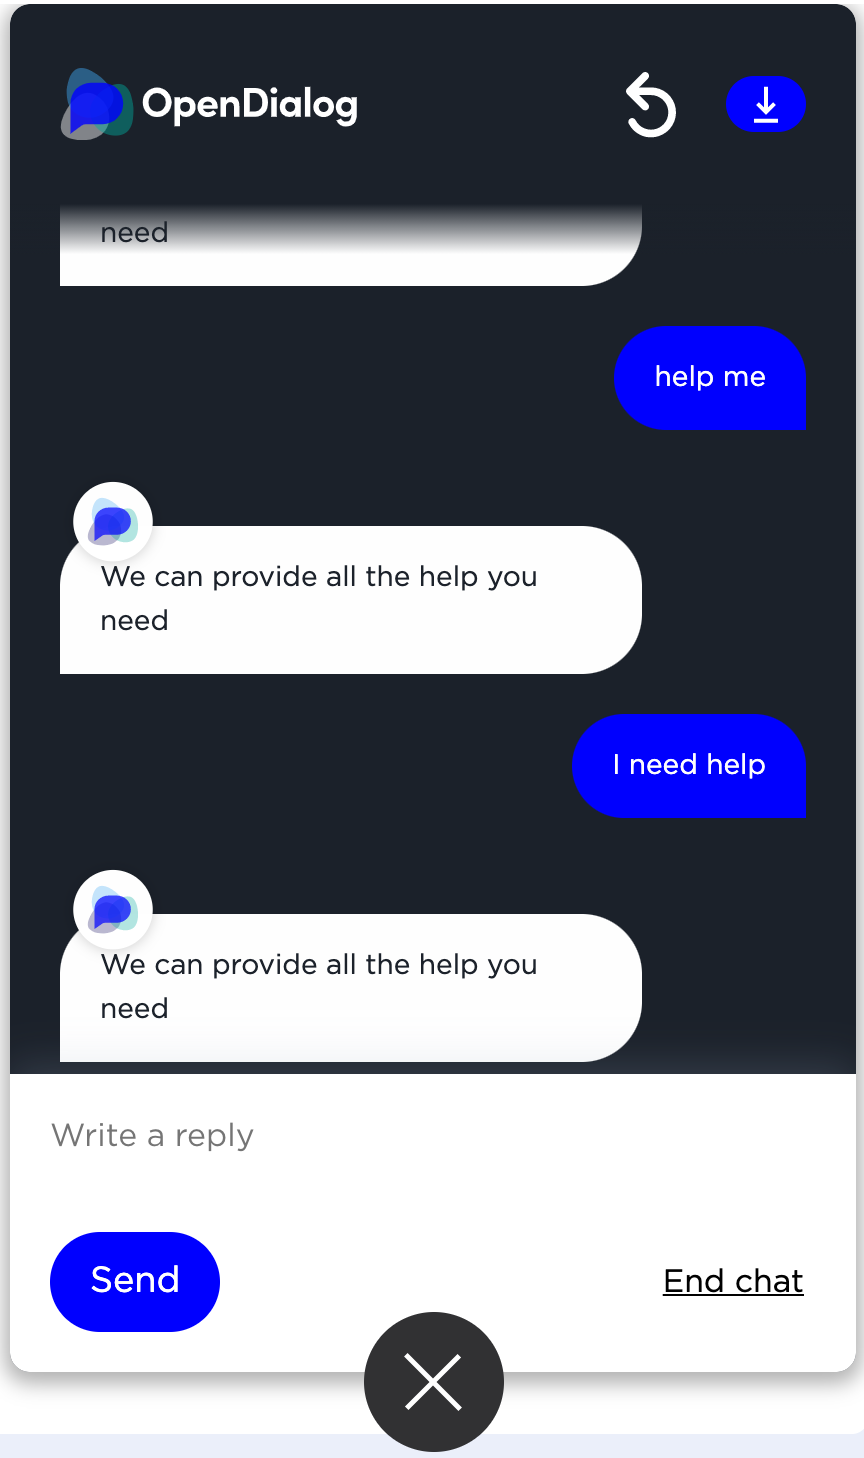 OpenDialog
need
help me
We can provide all the help you
need
I need help
We can provide all the help you
need
Write a reply
Send
End chat